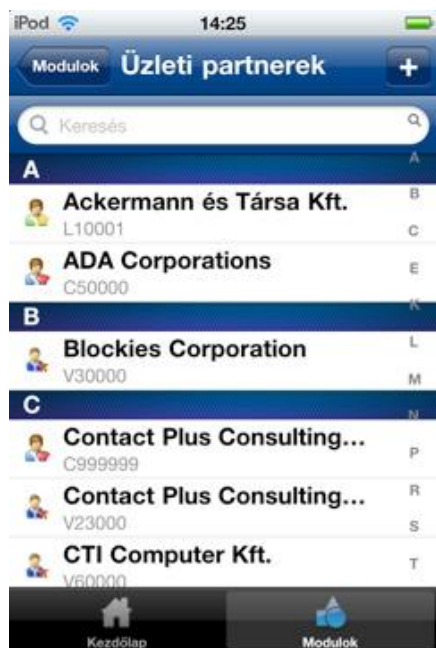 iPod 14:25
Modulok Üzleti partnerek +
Keresés
A
A
Ackermann és Társa Kft.
B
L10001
C
ADA Corporations
E
C50000
K
B
Blockies Corporation
L
V30000
M
C
N
Contact Plus Consulting...
P
C999999
Contact Plus Consulting...
R
V23000
S
CTI Computer Kft.
T
V60000
Kezdőlap Modulok